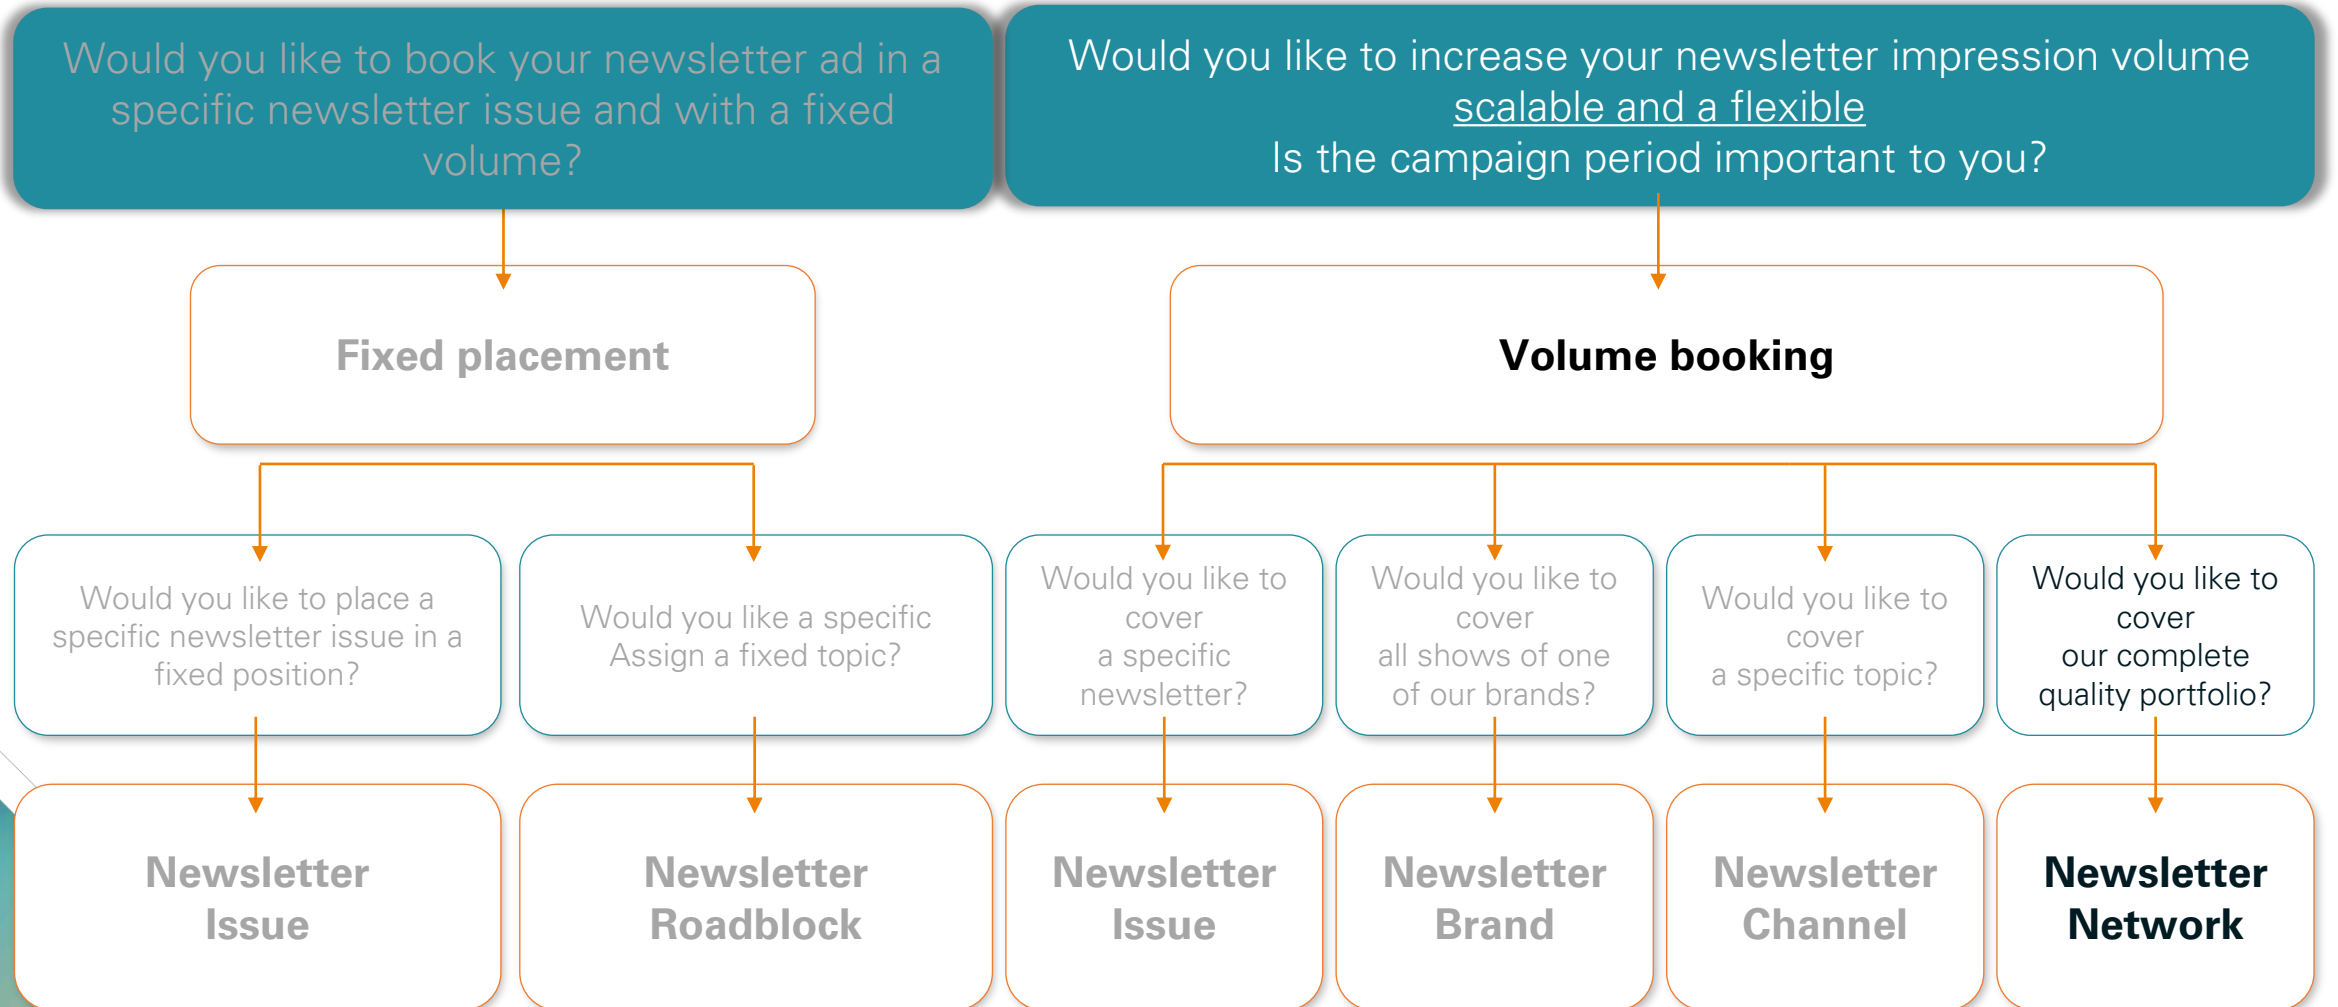 Would you like to book your newsletter ad in a
specific newsletter issue and with a fixed
volume?
Would you like to increase your newsletter impression volume
scalable and a flexible
Is the campaign period important to you?
Fixed placement
Volume booking
Would you like to place a
specific newsletter issue in a
fixed position?
Would you like a specific
Assign a fixed topic?
Would you like to
cover
a specific
newsletter?
Would you like to
cover
all shows of one
of our brands?
Would you like to
cover
a specific topic?
Would you like to
cover
our complete
quality portfolio?
Newsletter
Issue
Newsletter
Roadblock
Newsletter
Issue
Newsletter
Brand
Newsletter
Channel
Newsletter
Network